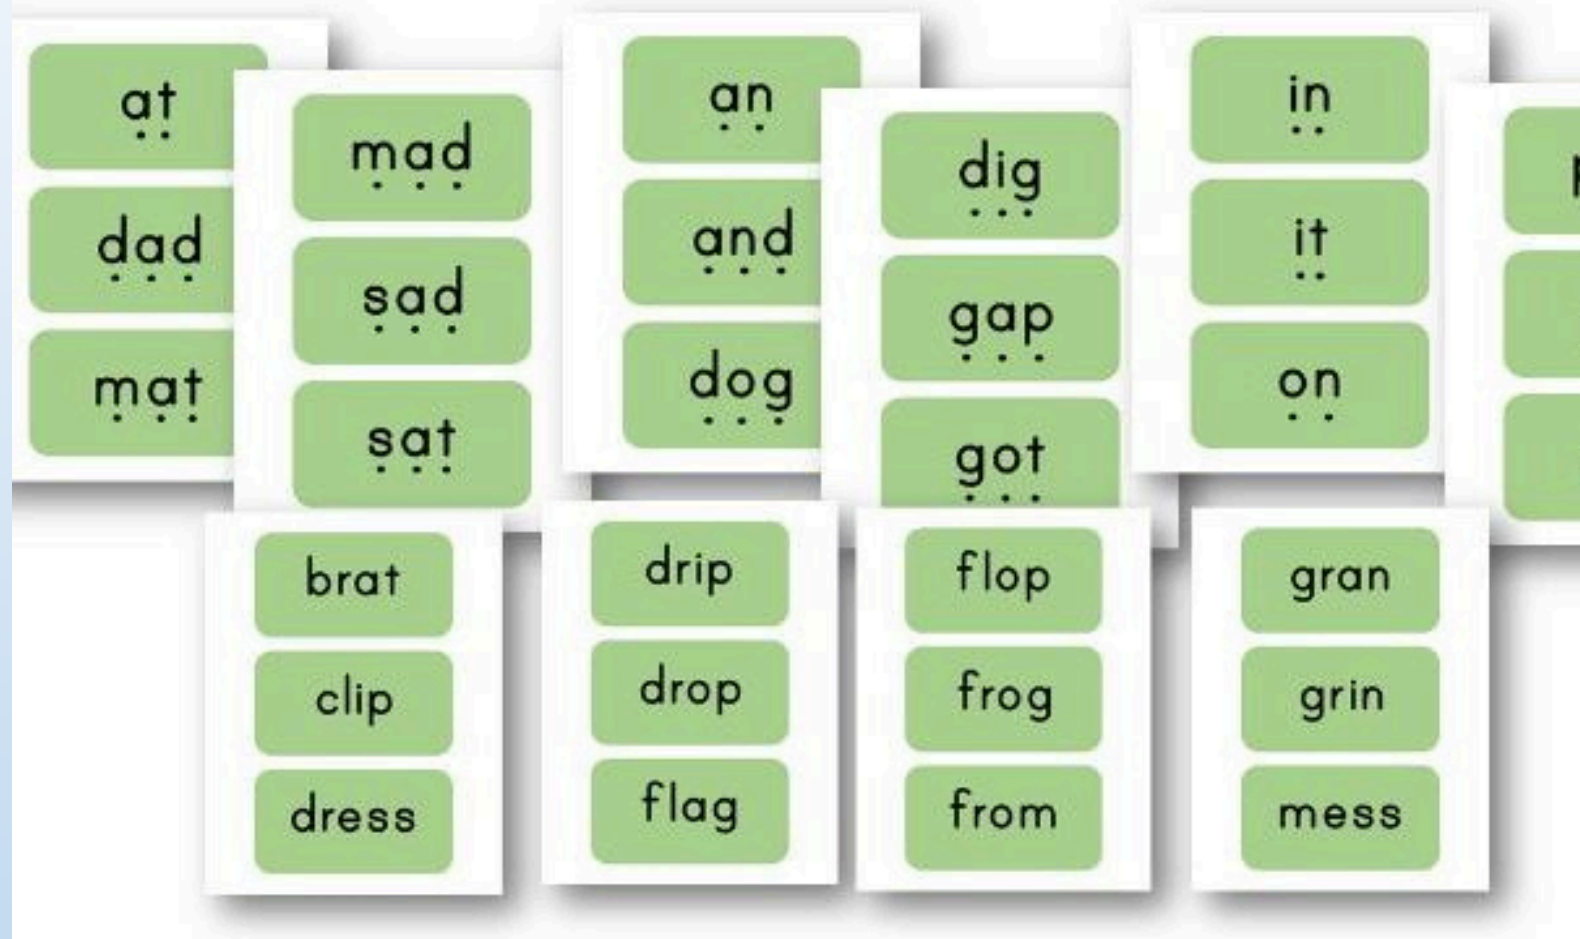 at
dad
mat
mad
sad
sat
an
and
dog
dig
gap
got
in
it
on
brat
clip
dress
drip
drop
flag
flop
frog
from
gran
grin
mess